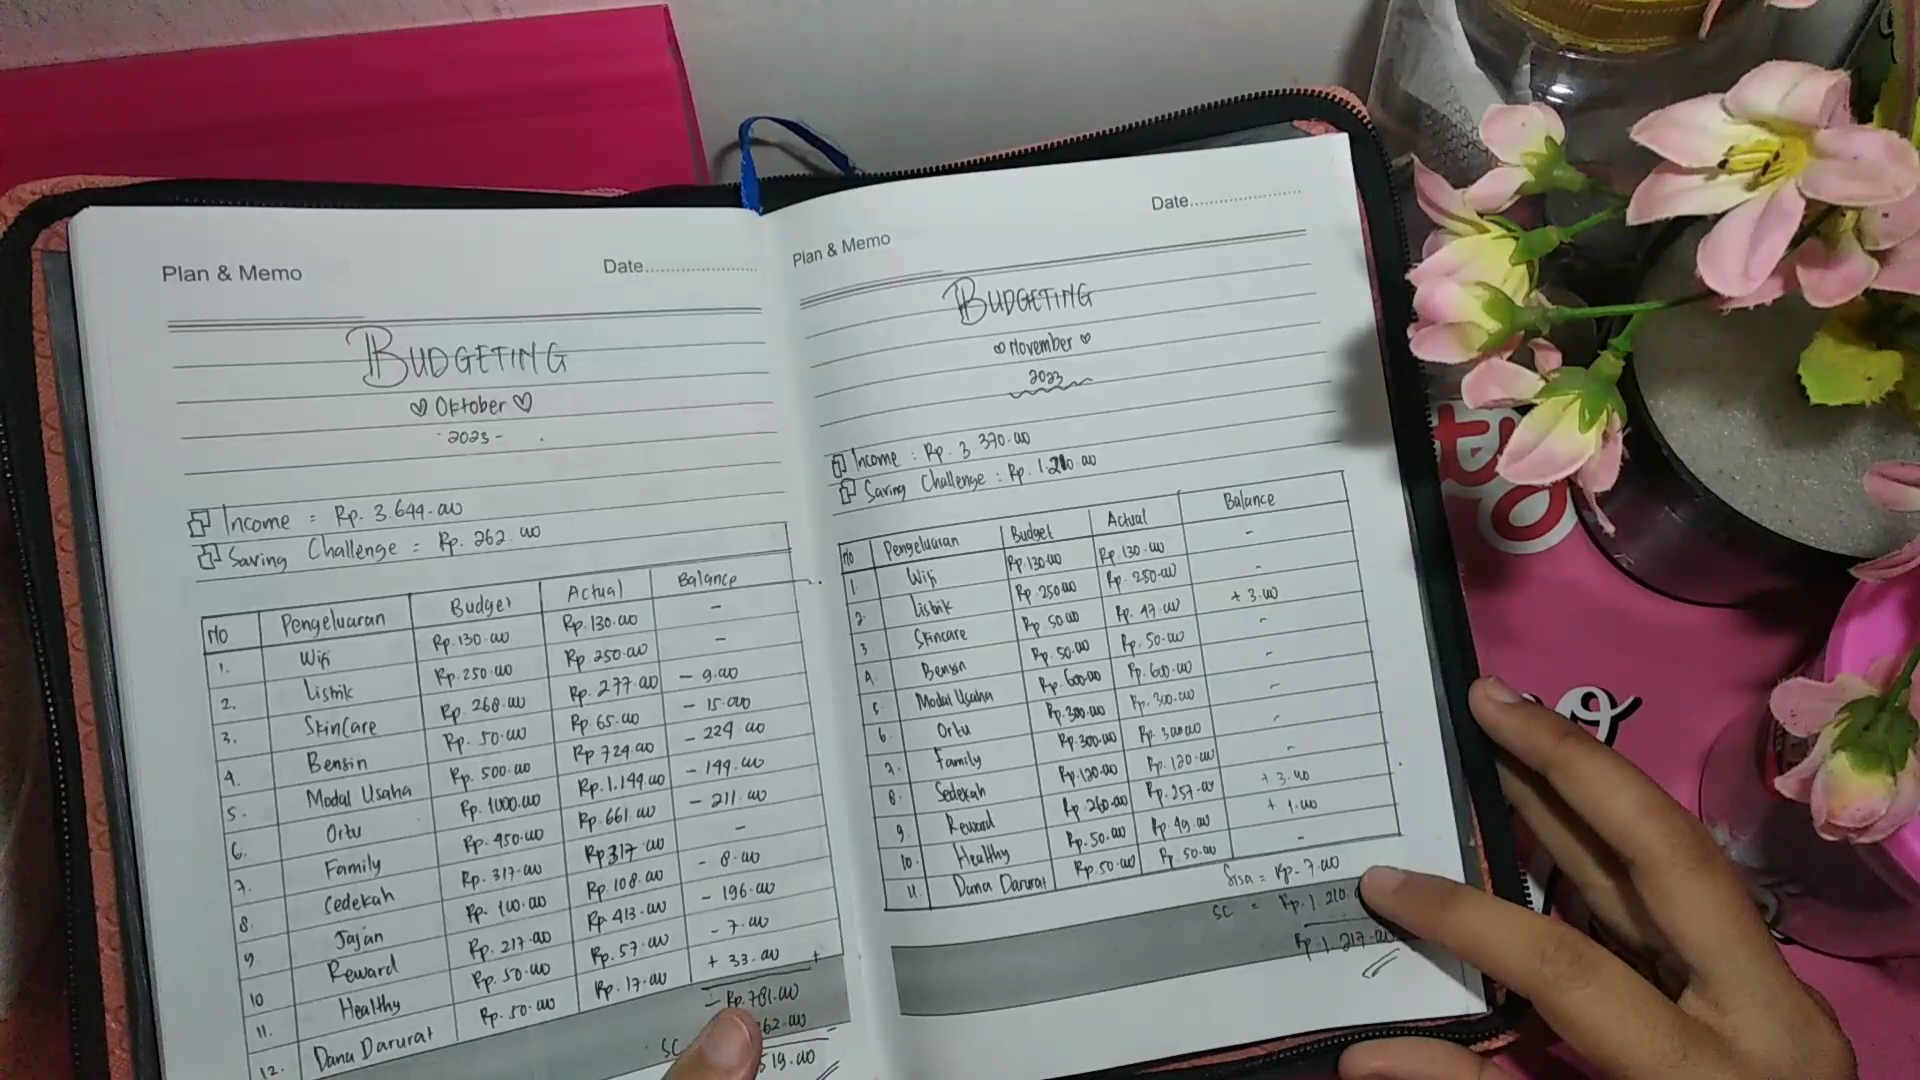 Plan & Memo
Date
BUDGETING
♡ Oktober ♡
- 2023 -
Income = Rp. 3.644.000
Saving Challenge = Rp. 262.000
No Pengeluaran Budget Actual Balance
1. Wifi Rp. 130.000 Rp. 130.000 -
2. Listrik Rp. 250.000 Rp. 250.000 -
3. SkinCare Rp. 268.000 Rp. 277.000 - 9.000
4. Bensin Rp. 50.000 Rp 65.000 - 15.000
5. Modal Usaha Rp. 500.000 Rp 724.000 - 224.000
6. Ortu Rp. 1000.000 Rp. 1.199.000 - 199.000
7. Family Rp. 450.000 Rp. 661.000 - 211.000
8. Sedekah Rp. 317.000 Rp 317.000 -
9 Jajan Rp. 100.000 Rp. 108.000 - 8.000
10 Reward Rp. 217.000 Rp. 413.000 - 196.000
11. Healthy Rp. 50.000 Rp. 57.000 - 7.000
12. Dana Darurat Rp. 50.000 Rp. 17.000 + 33.000 +
- Rp. 781.000
SC 62.000 -
519.000
Plan & Memo
Date
BUDGETING
♡ November ♡
2023
Income : Rp. 3.370.000
Saving Challenge : Rp. 1.210.000
No Pengeluaran Budget Actual Balance
1. Wifi Rp. 130.000 Rp. 130.000 -
2. Listrik Rp. 250.000 Rp. 250.000 -
3 Skincare Rp 50.000 Rp. 47.000 + 3.000
4. Bensin Rp. 50.000 Rp. 50.000 -
5. Modal Usaha Rp. 600.000 Rp. 600.000 -
6. Ortu Rp. 300.000 Rp. 300.000 -
7. Family Rp. 300.000 Rp. 300.000 -
8. Sedekah Rp. 120.000 Rp. 120.000 -
9 Reward Rp. 260.000 Rp. 257.000 + 3.000
10. Healthy Rp. 50.000 Rp. 49.000 + 1.000
11. Dana Darurat Rp. 50.000 Rp. 50.000 -
Sisa = Rp. 7.000
SC = Rp. 1.210
Rp. 1.217.000